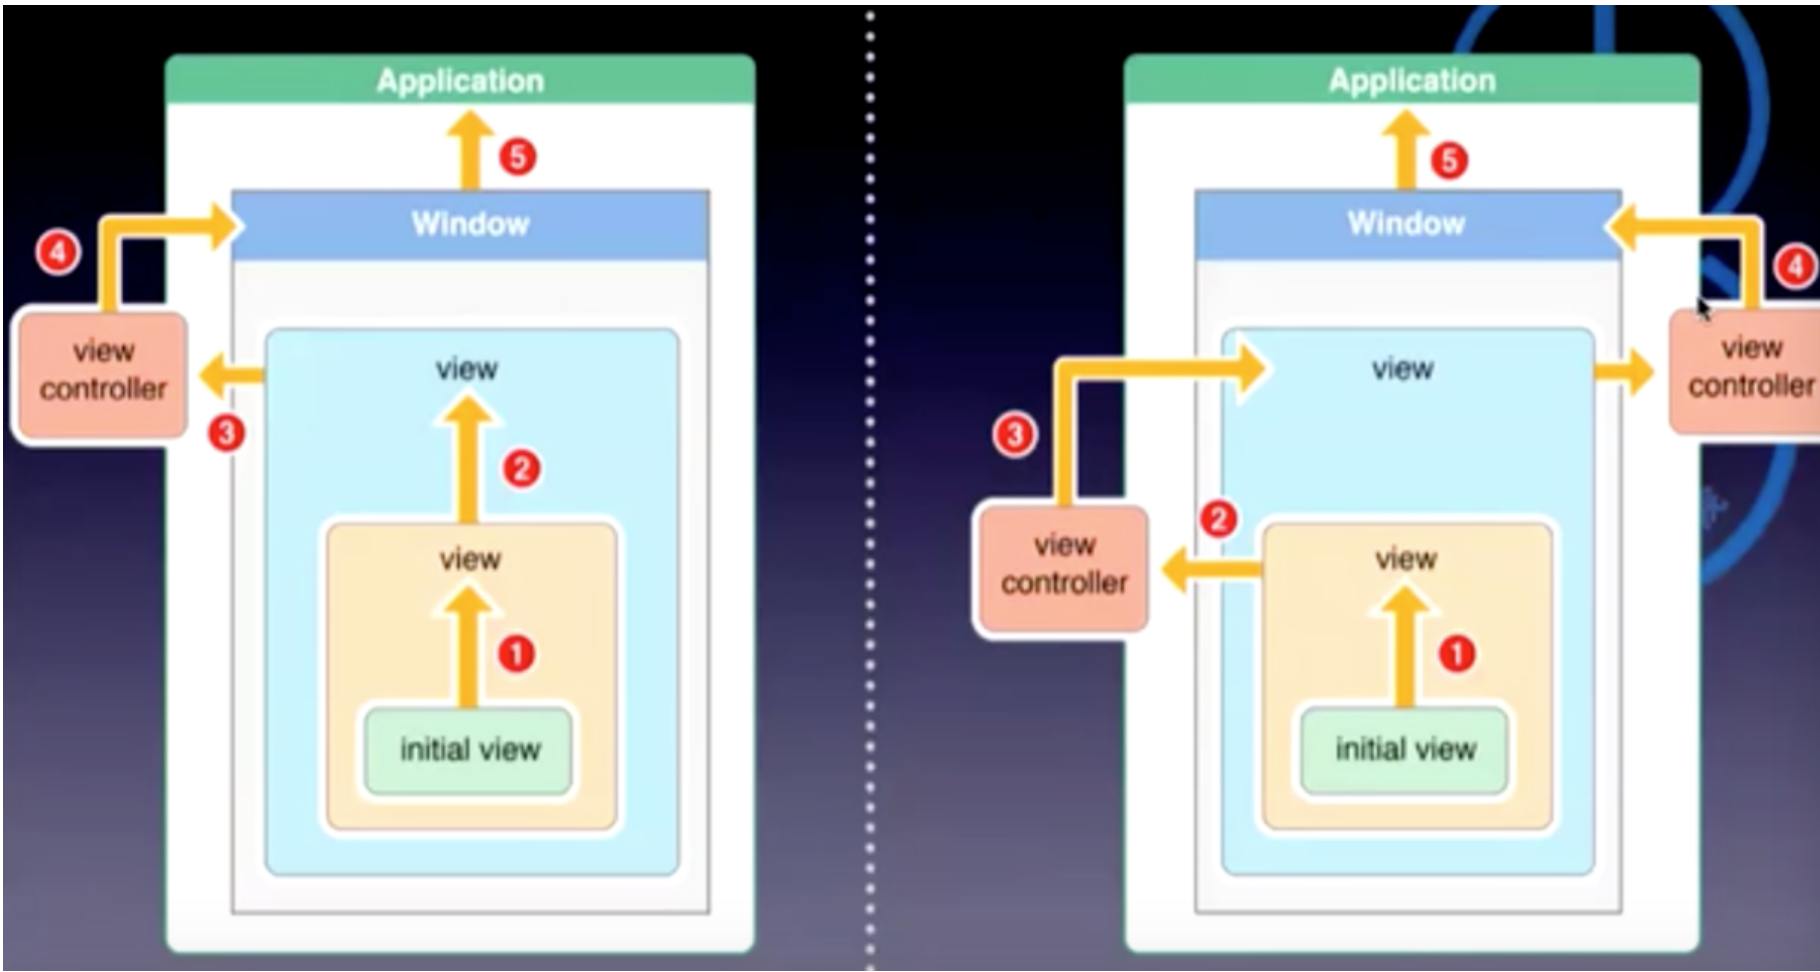 Application
5
Window
4
view
controller
3
view
2
view
1
initial view
Application
5
Window
4
view
controller
view
3
2
view
controller
view
1
initial view